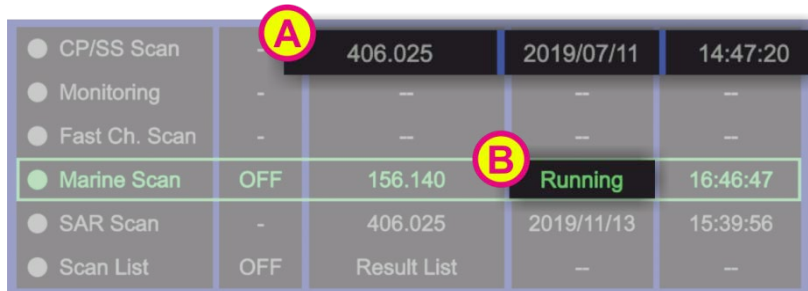 A
CP/SS Scan - 406.025 2019/07/11 14:47:20
Monitoring - -- -- --
Fast Ch. Scan - -- -- --
B
Marine Scan OFF 156.140 Running 16:46:47
SAR Scan - 406.025 2019/11/13 15:39:56
Scan List OFF Result List -- --